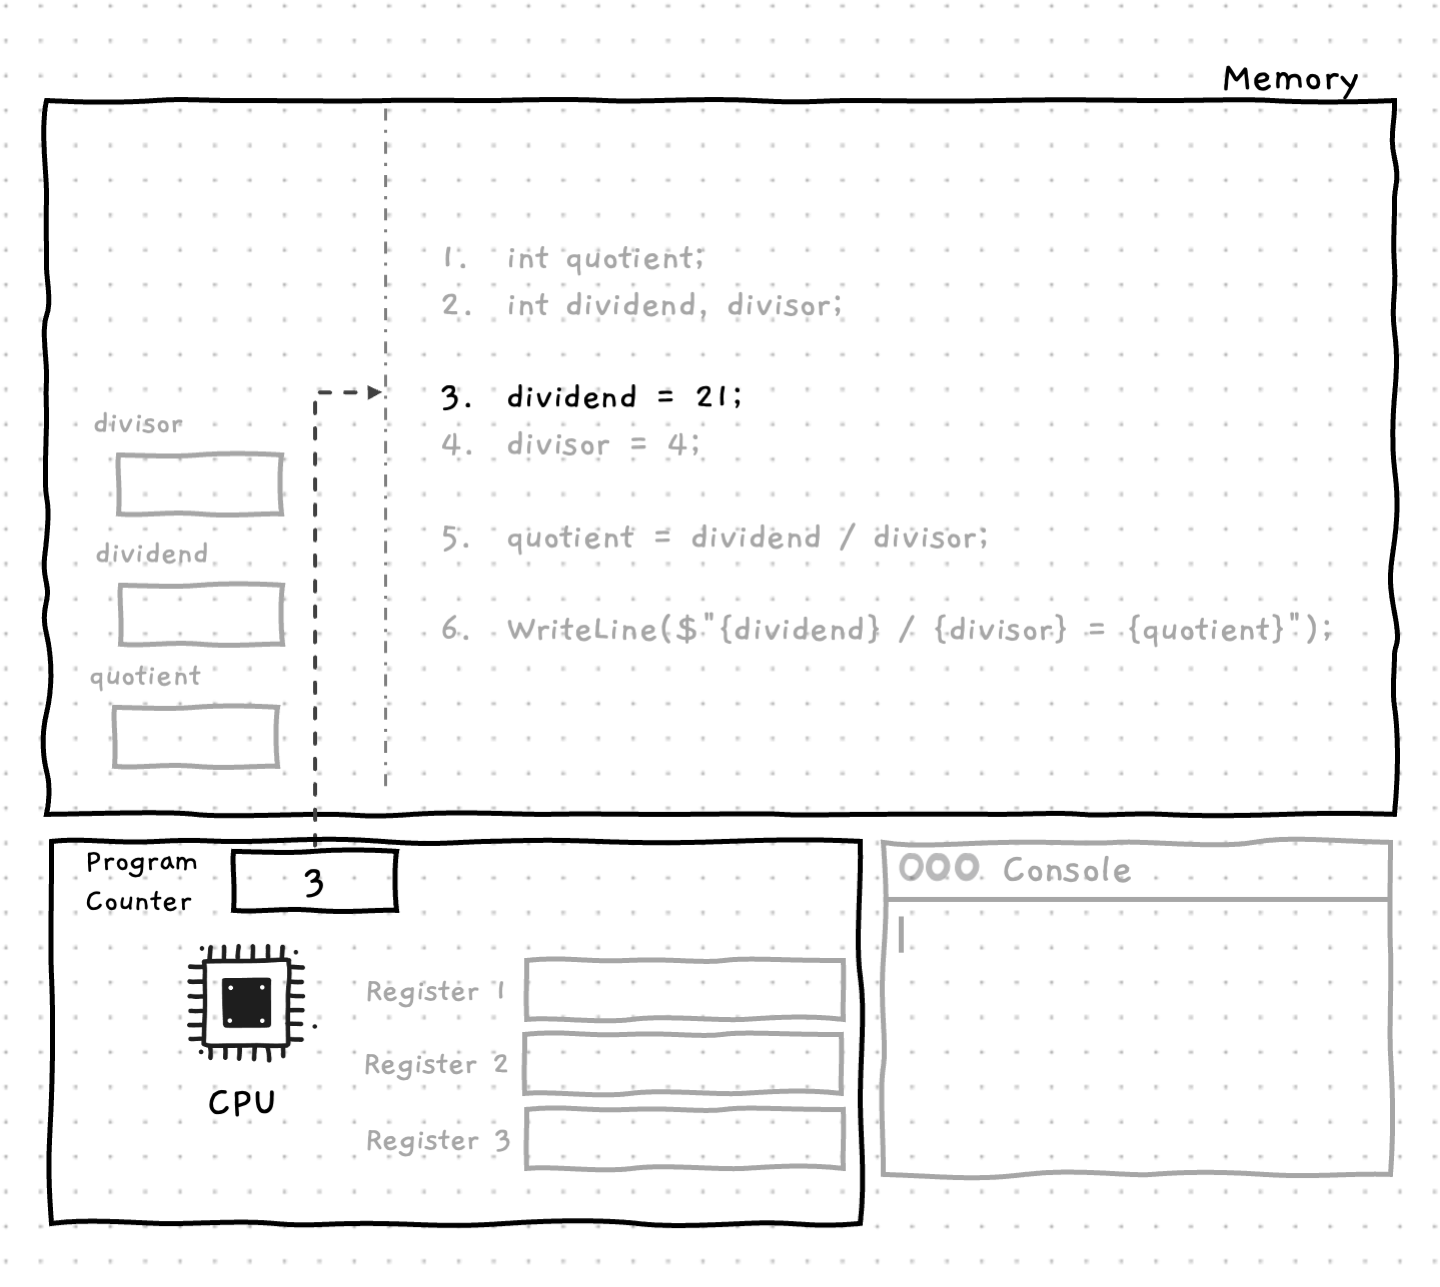 Memory
1. int quotient;
2. int dividend, divisor;
3. dividend = 21;
4. divisor = 4;
5. quotient = dividend / divisor;
6. WriteLine($"{dividend} / {divisor} = {quotient}");
divisor
dividend
quotient
Program
Counter
3
CPU
Register 1
Register 2
Register 3
Console